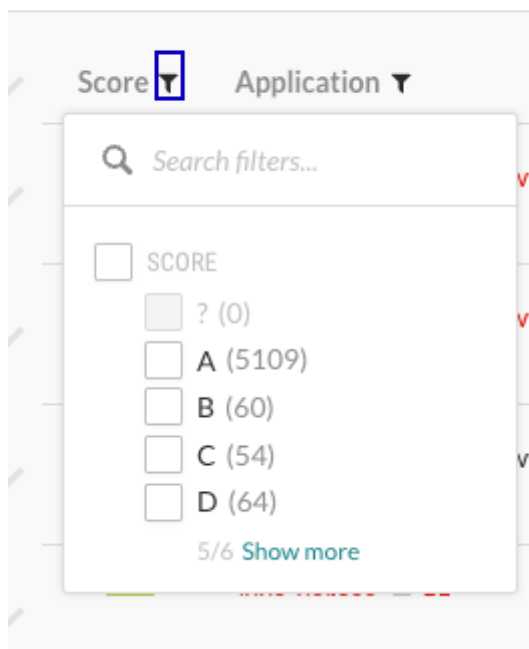 Score Application
Search filters...
SCORE
? (0)
A (5109)
B (60)
C (54)
D (64)
5/6 Show more